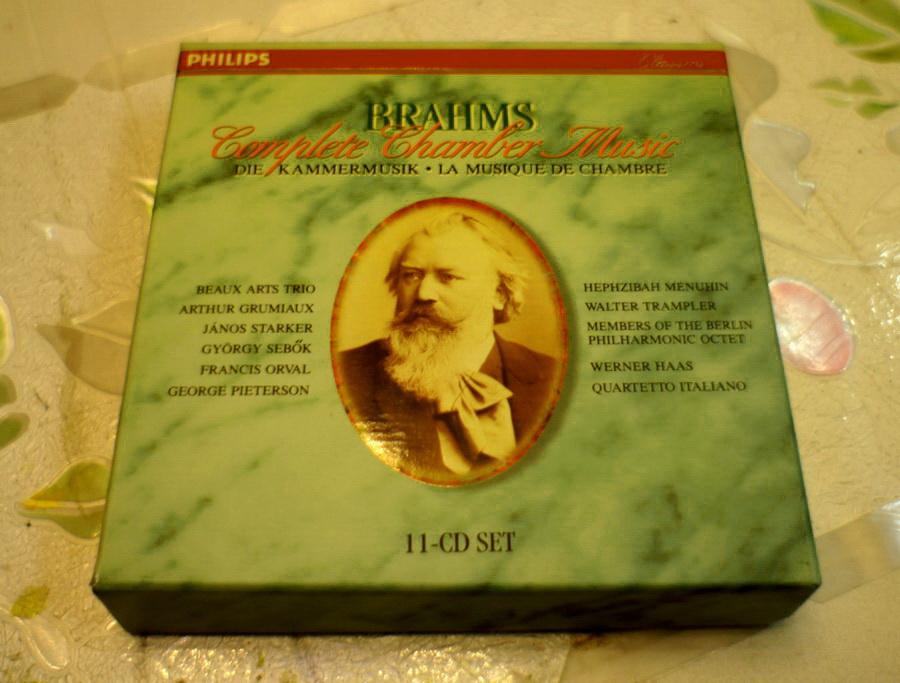 PHILIPS
BRAHMS
Complete Chamber Music
DIE KAMMERMUSIK • LA MUSIQUE DE CHAMBRE
BEAUX ARTS TRIO
ARTHUR GRUMIAUX
JÁNOS STARKER
GYÖRGY SEBŐK
FRANCIS ORVAL
GEORGE PIETERSON
HEPHZIBAH MENUHIN
WALTER TRAMPLER
MEMBERS OF THE BERLIN
PHILHARMONIC OCTET
WERNER HAAS
QUARTETTO ITALIANO
11-CD SET